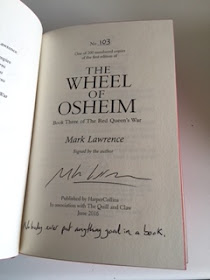 No. 103
one of 500 numbered copies
of the first edition of
THE
WHEEL OF
OSHEIM
Book Three of The Red Queen's War
Mark Lawrence
Signed by the author
Published by HarperCollins
in association with The Quill and Claw
June 2016
Nobody ever put anything good in a book.
War